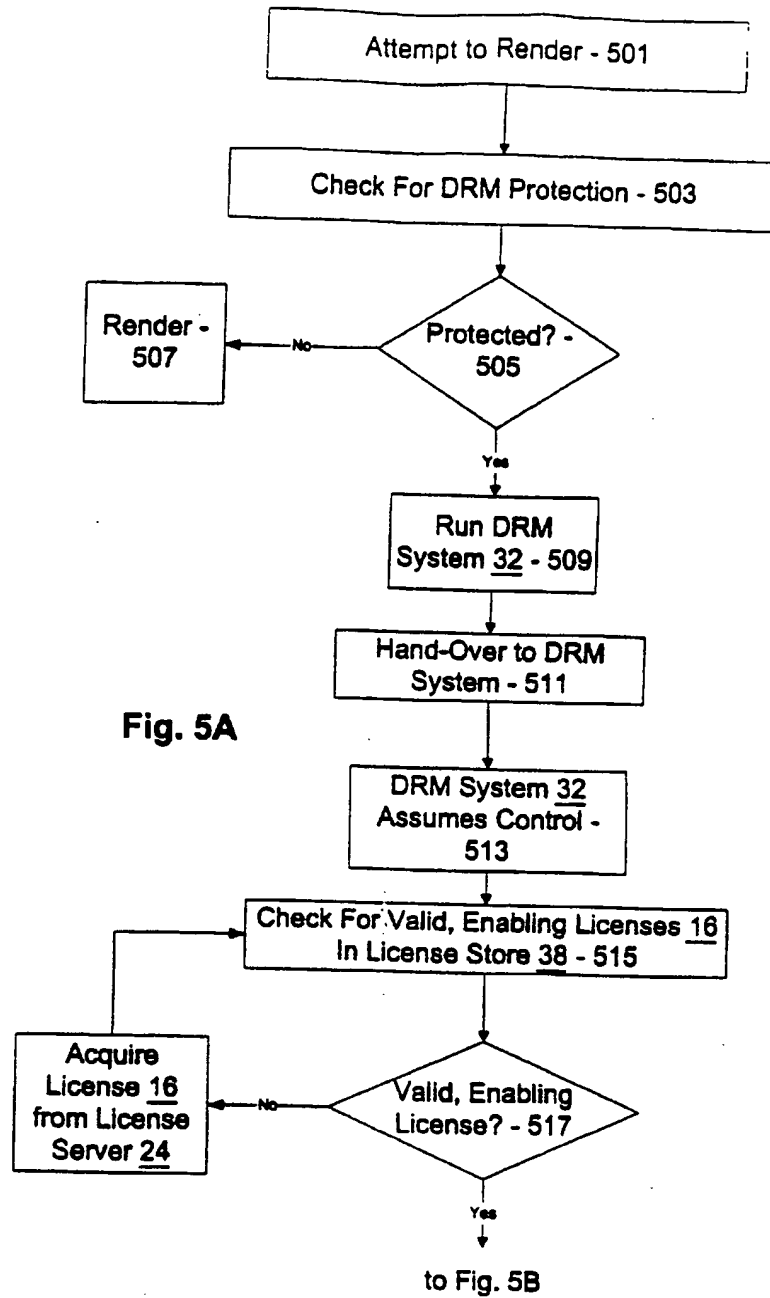 Attempt to Render - 501
Check For DRM Protection - 503
Protected? -
505
No
Render -
507
Yes
Run DRM
System 32 - 509
Hand-Over to DRM
System - 511
Fig. 5A
DRM System 32
Assumes Control -
513
Check For Valid, Enabling Licenses 16
In License Store 38 - 515
Valid, Enabling
License? - 517
No
Acquire
License 16
from License
Server 24
Yes
to Fig. 5B